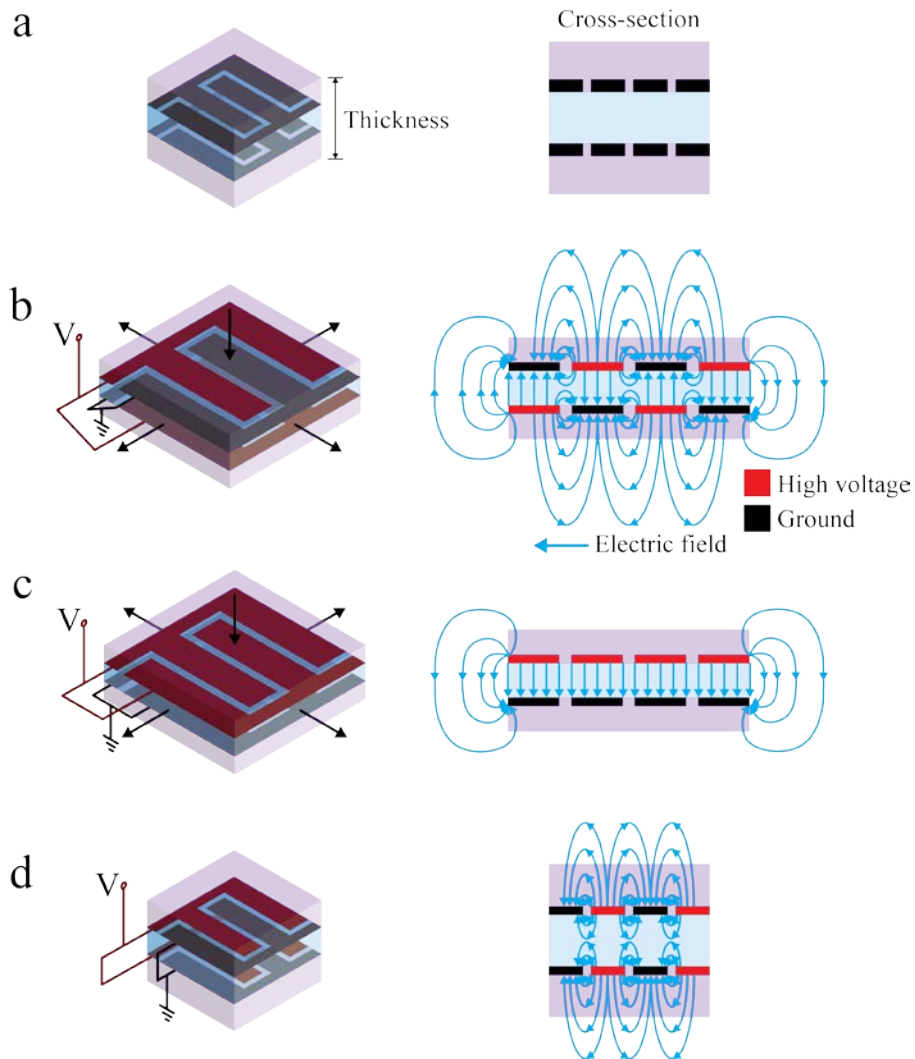 a
Cross-section
Thickness
b
V
High voltage
Ground
Electric field
c
V
d
V